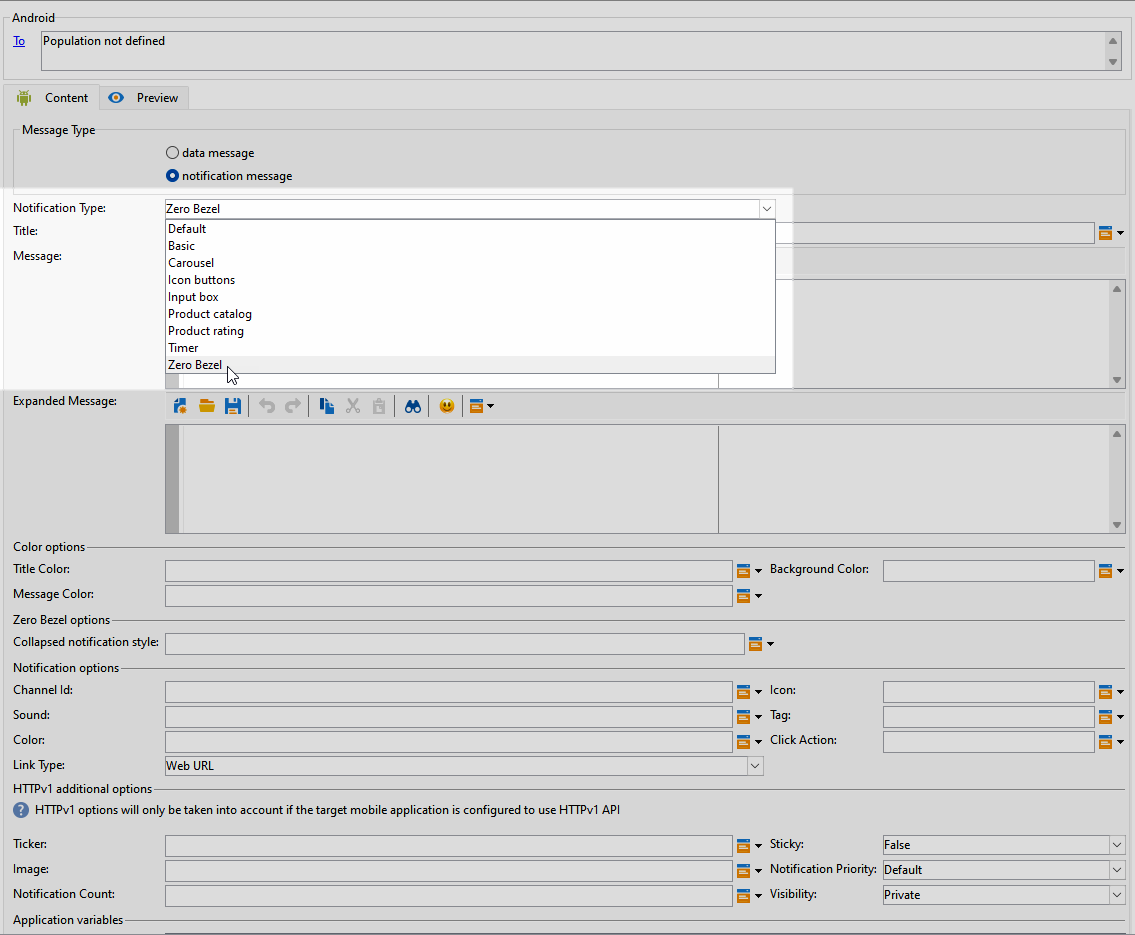 Android
To
Population not defined
Content
Preview
Message Type
data message
notification message
Notification Type:
Zero Bezel
Title:
Default
Basic
Message:
Carousel
Icon buttons
Input box
Product catalog
Product rating
Timer
Zero Bezel
Expanded Message:
Color options
Title Color:
Background Color:
Message Color:
Zero Bezel options
Collapsed notification style:
Notification options
Channel Id:
Icon:
Sound:
Tag:
Color:
Click Action:
Link Type:
Web URL
HTTPv1 additional options
? HTTPv1 options will only be taken into account if the target mobile application is configured to use HTTPv1 API
Ticker:
Sticky:
False
Image:
Notification Priority:
Default
Notification Count:
Visibility:
Private
Application variables